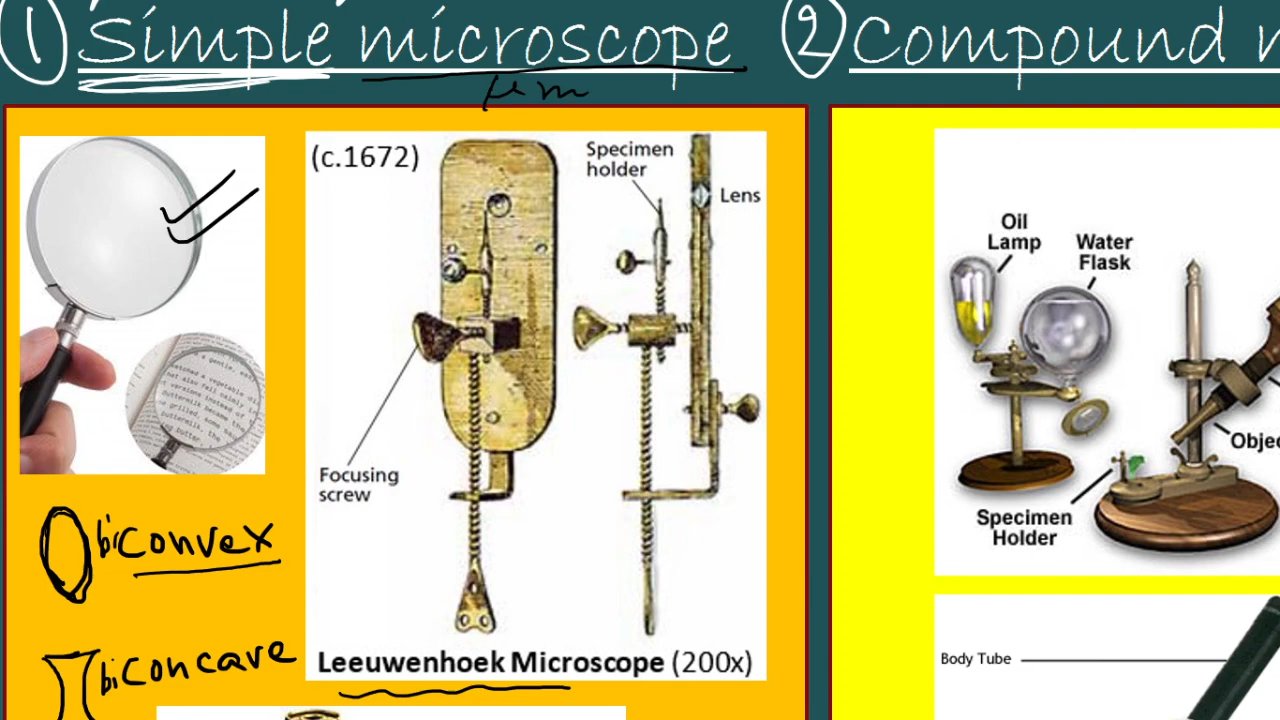 ① Simple microscope
② Compound m
μm
(c.1672)
Specimen
holder
Lens
Focusing
screw
Leeuwenhoek Microscope (200x)
biconvex
biconcave
Oil
Lamp
Water
Flask
Objec
Specimen
Holder
Body Tube